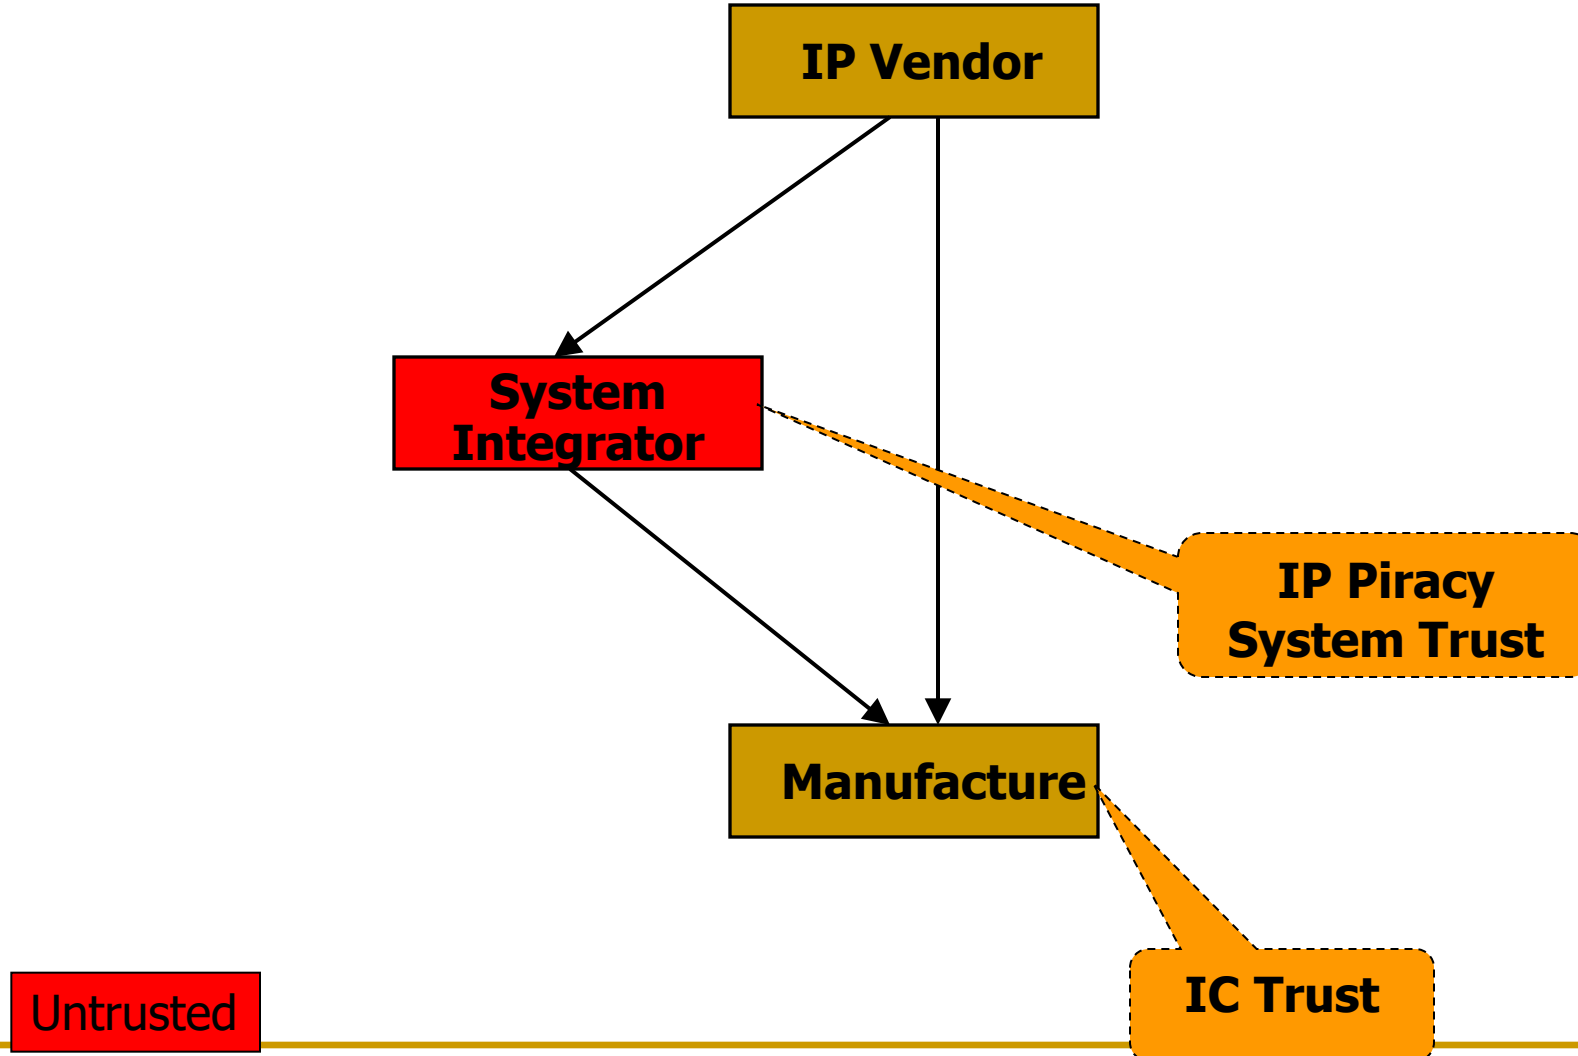 IP Vendor
System
Integrator
IP Piracy
System Trust
Manufacture
IC Trust
Untrusted